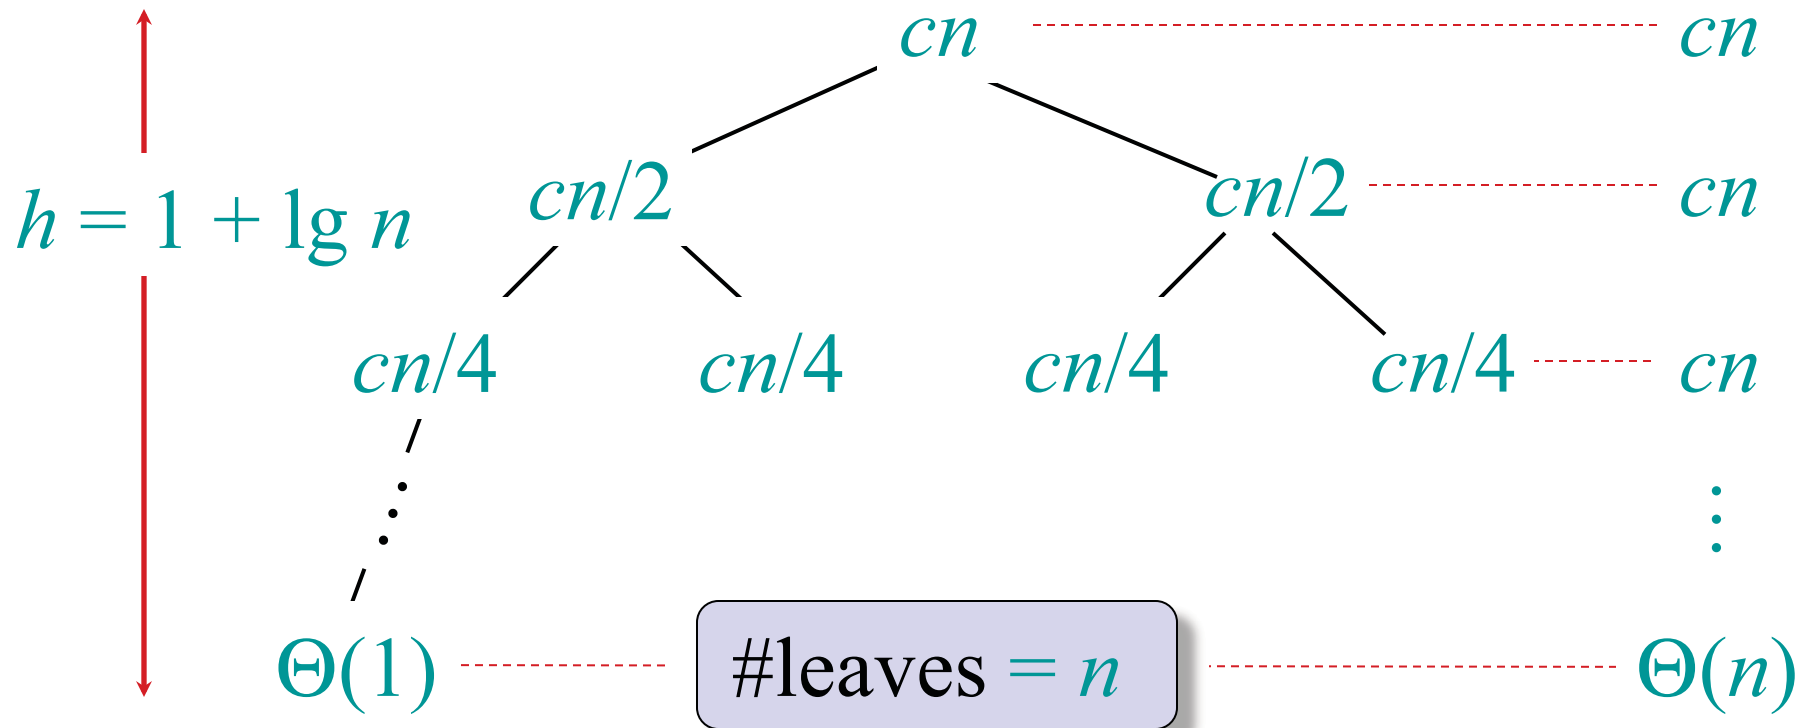 cn cn
cn/2 cn/2 cn
h = 1 + lg n
cn/4 cn/4 cn/4 cn/4 cn
Θ(1) #leaves = n Θ(n)